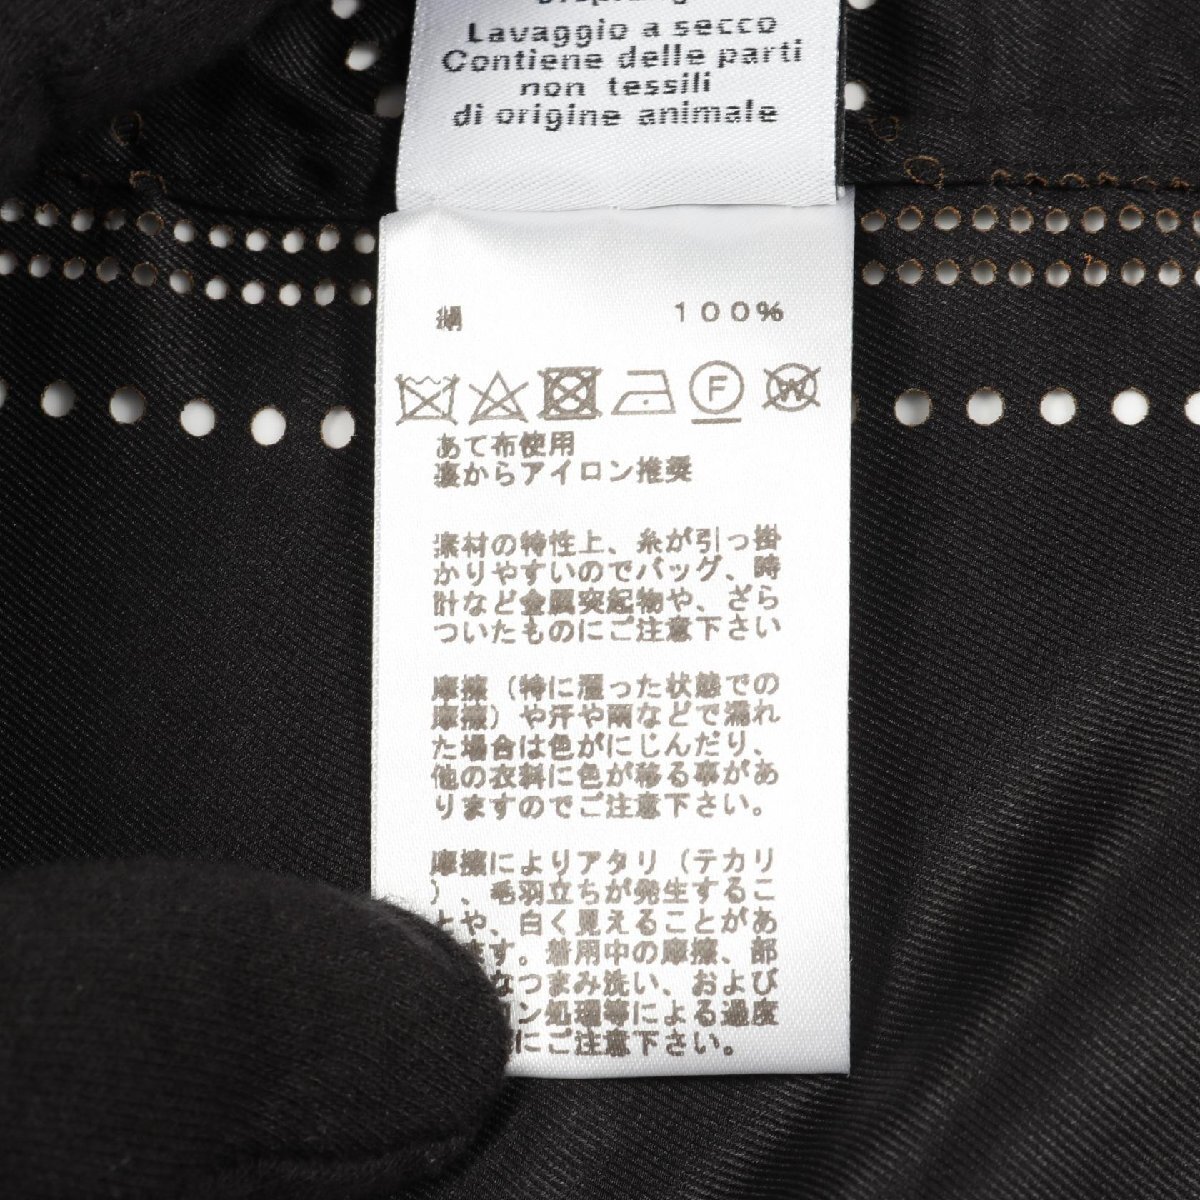 Lavaggio a secco
Contiene delle parti
non tessili
di origine animale
絹 100%
F W
あて布使用
裏からアイロン推奨
素材の特性上、糸が引っ掛
かりやすいのでバッグ、時
計など金属突起物や、ざら
ついたものにご注意下さい
摩擦（特に湿った状態での
摩擦）や汗や雨などで濡れ
た場合は色がにじんだり、
他の衣料に色が移る事があ
りますのでご注意下さい。
摩擦によりアタリ（テカリ
）、毛羽立ちが発生するこ
とや、白く見えることがあ
ます。着用中の摩擦、部
なつまみ洗い、および
ン処理等による過度
にご注意下さい。